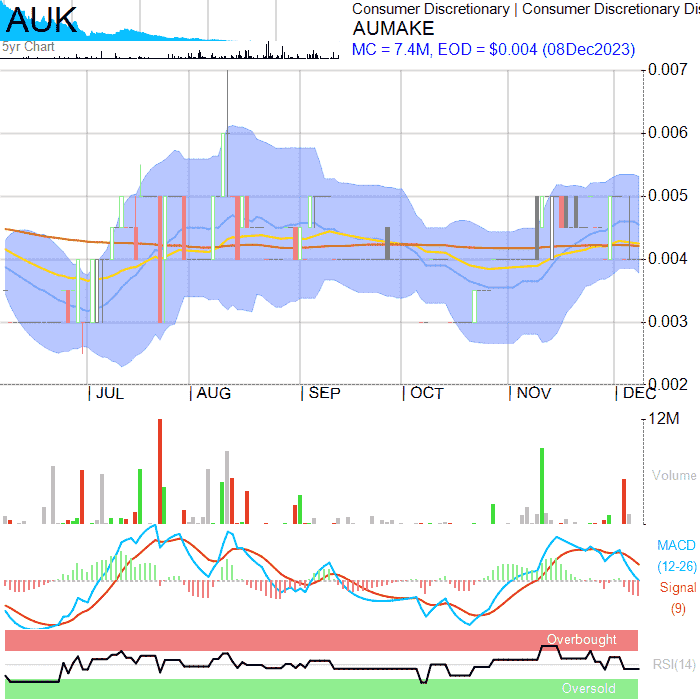 AUK
5yr Chart
Consumer Discretionary | Consumer Discretionary Dis
AUMAKE
MC = 7.4M, EOD = $0.004 (08Dec2023)
0.007
0.006
0.005
0.004
0.003
0.002
| JUL | AUG | SEP | OCT | NOV | DEC
12M
Volume
MACD
(12-26)
Signal
(9)
Overbought
RSI(14)
Oversold